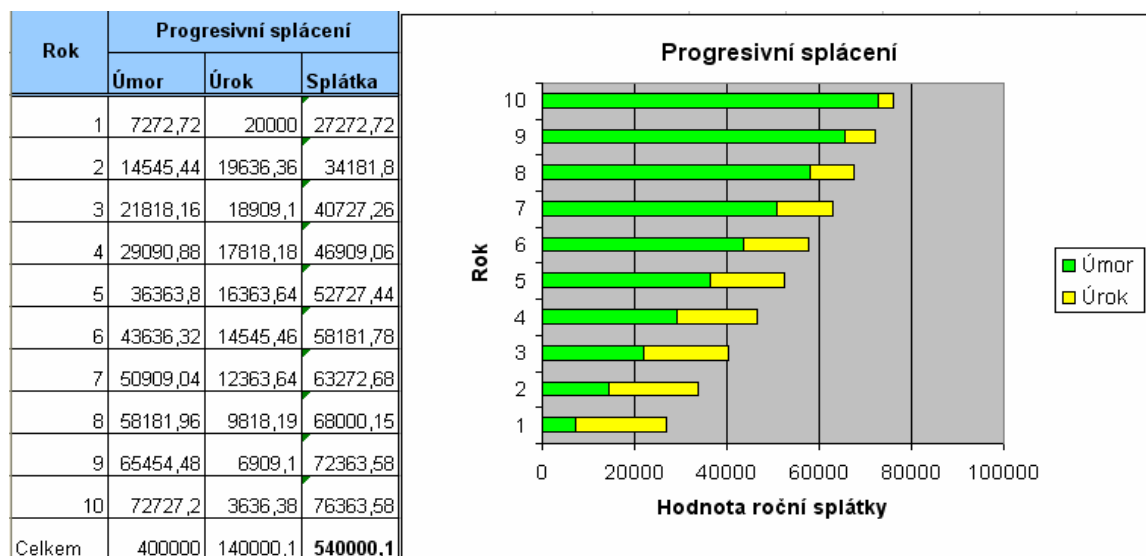 Rok Progresivní splácení
Úmor Úrok Splátka
1 7272,72 20000 27272,72
2 14545,44 19636,36 34181,8
3 21818,16 18909,1 40727,26
4 29090,88 17818,18 46909,06
5 36363,8 16363,64 52727,44
6 43636,32 14545,46 58181,78
7 50909,04 12363,64 63272,68
8 58181,96 9818,19 68000,15
9 65454,48 6909,1 72363,58
10 72727,2 3636,38 76363,58
Celkem 400000 140000,1 540000,1
Progresivní splácení
Rok
10
9
8
7
6
5
4
3
2
1
0 20000 40000 60000 80000 100000
Hodnota roční splátky
Úmor
Úrok